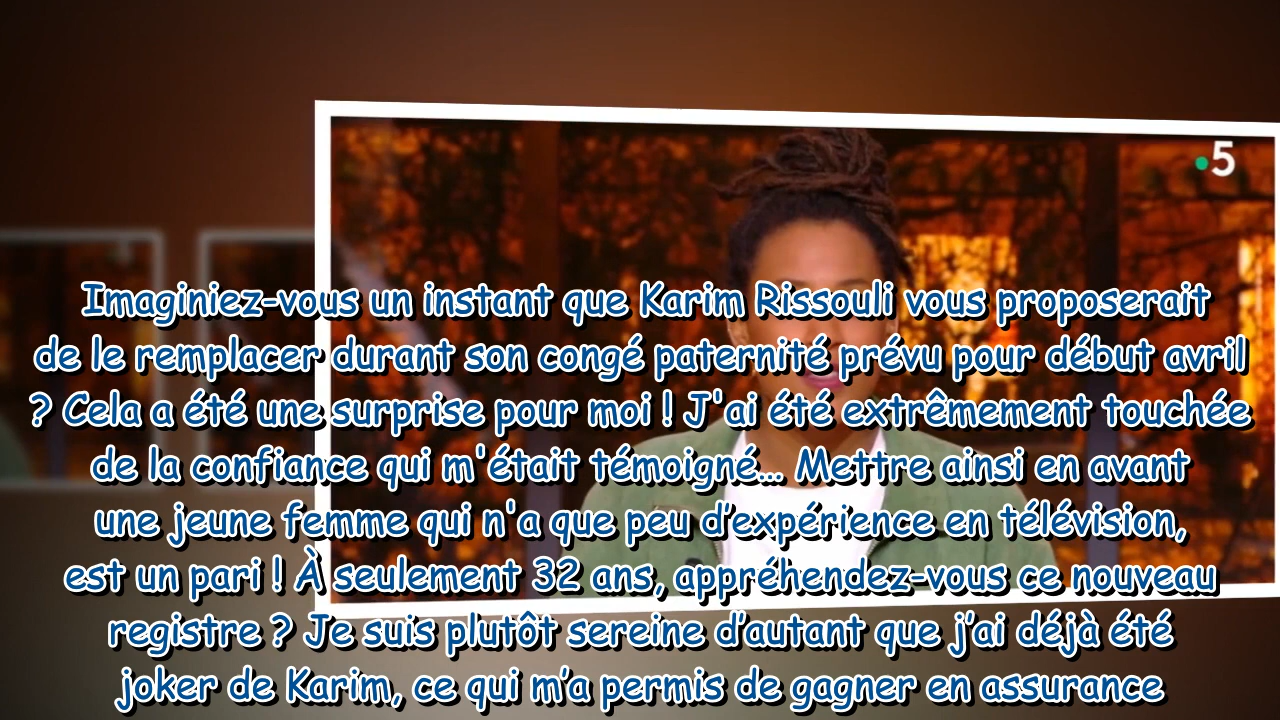 5
Imaginiez-vous un instant que Karim Rissouli vous proposerait
de le remplacer durant son congé paternité prévu pour début avril
? Cela a été une surprise pour moi ! J'ai été extrêmement touchée
de la confiance qui m'était témoigné... Mettre ainsi en avant
une jeune femme qui n'a que peu d’expérience en télévision,
est un pari ! À seulement 32 ans, appréhendez-vous ce nouveau
registre ? Je suis plutôt sereine d’autant que j’ai déjà été
joker de Karim, ce qui m’a permis de gagner en assurance